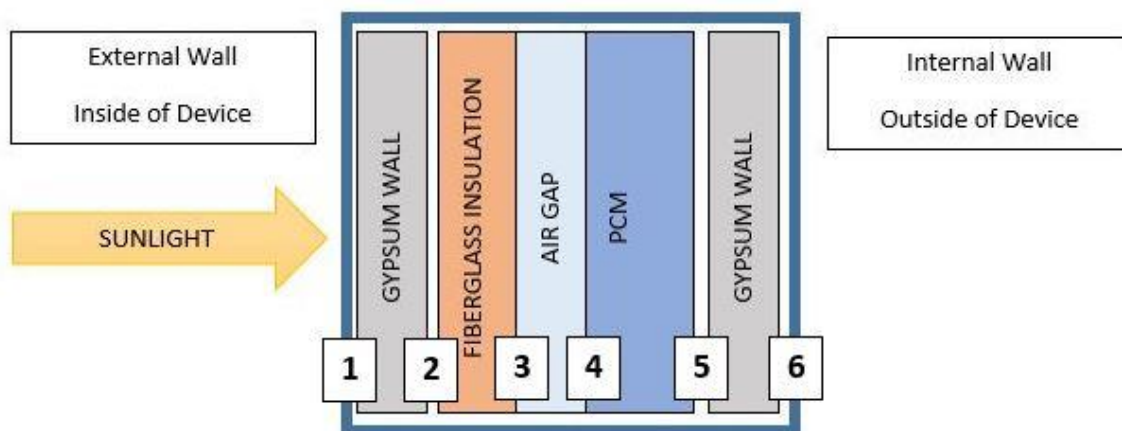 External Wall
Inside of Device
SUNLIGHT
GYPSUM WALL
FIBERGLASS INSULATION
AIR GAP
PCM
GYPSUM WALL
1
2
3
4
5
6
Internal Wall
Outside of Device